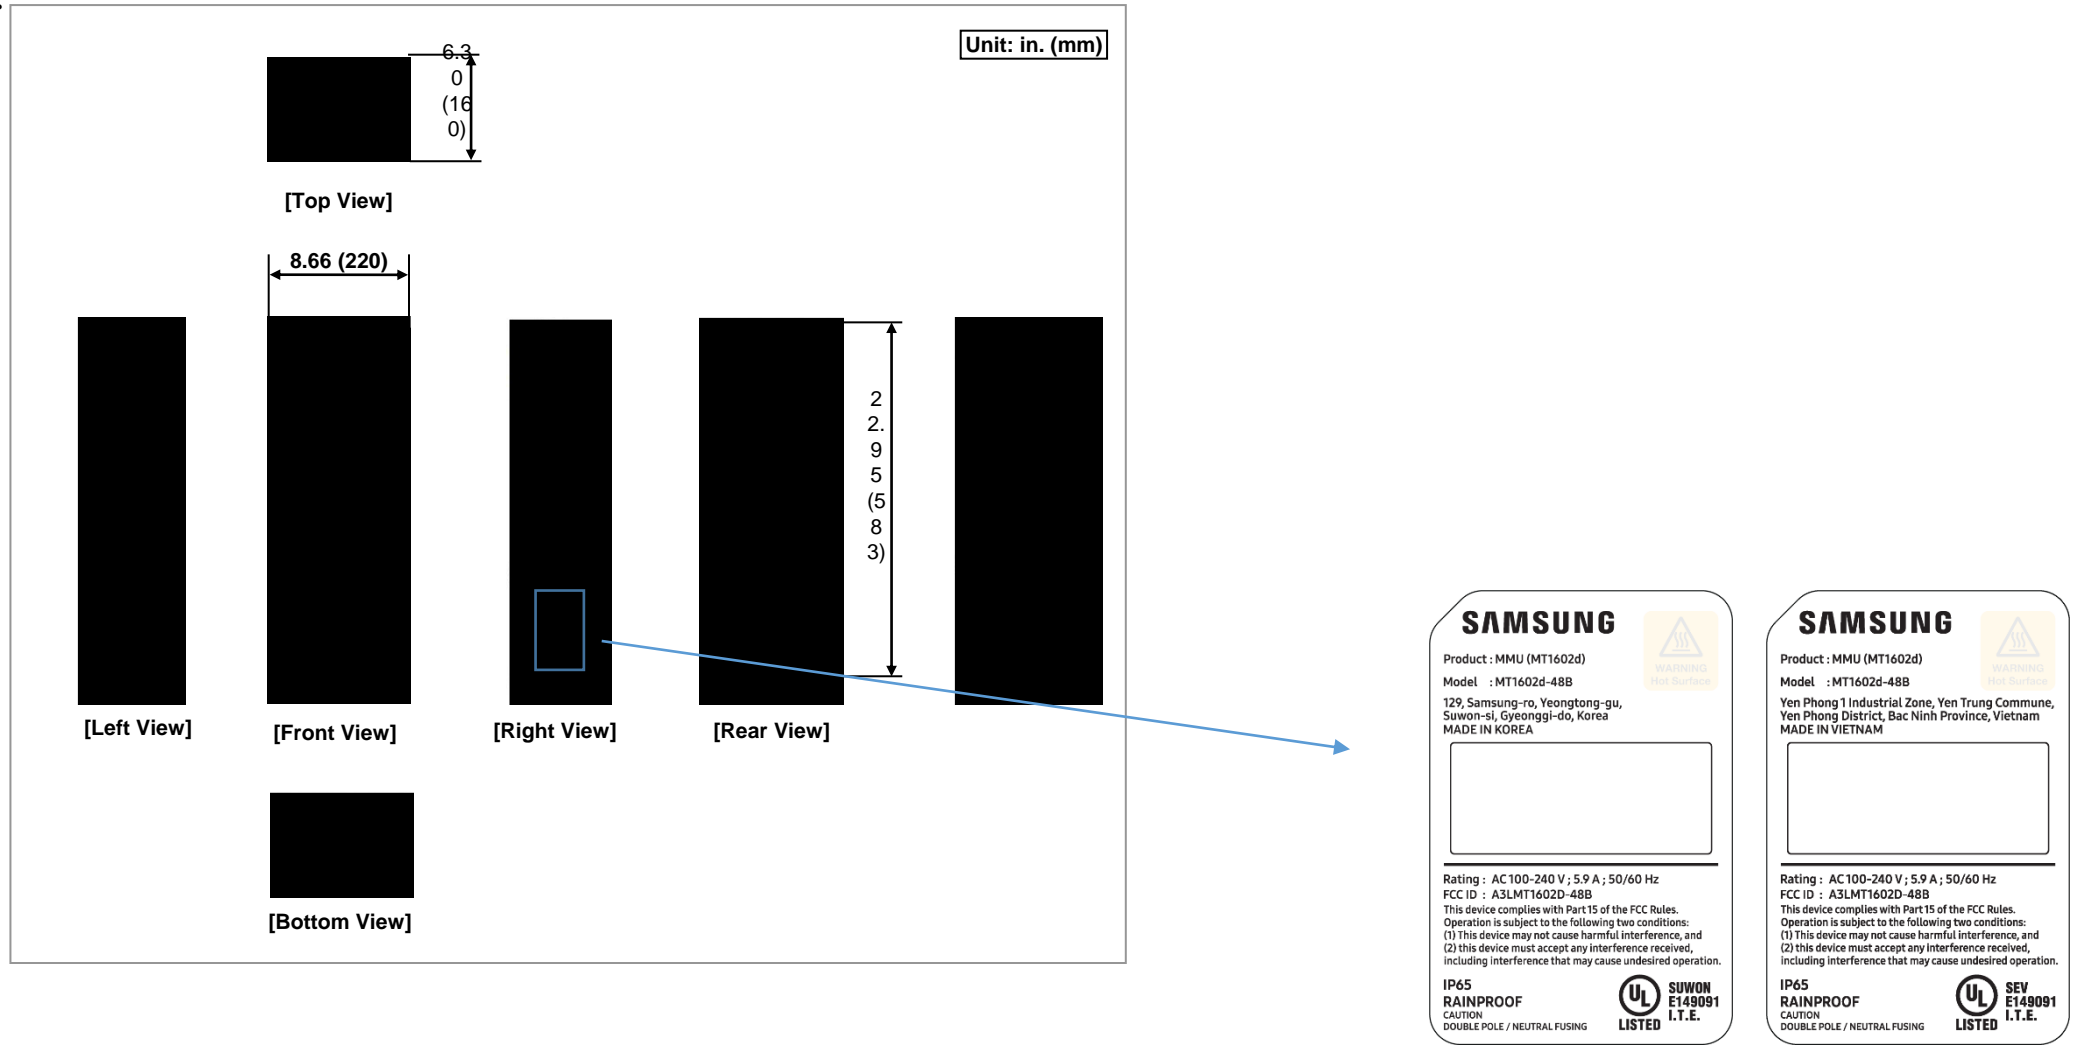 Unit: in. (mm)
6.3
0
(16
0)
[Top View]
8.66 (220)
2
2.
9
5
(5
8
3)
[Left View]
[Front View]
[Right View]
[Rear View]
[Bottom View]
SAMSUNG
WARNING
Hot Surface
Product : MMU (MT1602d)
Model : MT1602d-48B
129, Samsung-ro, Yeongtong-gu,
Suwon-si, Gyeonggi-do, Korea
MADE IN KOREA
Rating : AC 100-240 V ; 5.9 A ; 50/60 Hz
FCC ID : A3LMT1602D-48B
This device complies with Part 15 of the FCC Rules.
Operation is subject to the following two conditions:
(1) This device may not cause harmful interference, and
(2) this device must accept any interference received,
including interference that may cause undesired operation.
IP65
RAINPROOF
CAUTION
DOUBLE POLE / NEUTRAL FUSING
UL
LISTED
SUWON
E149091
I.T.E.
SAMSUNG
WARNING
Hot Surface
Product : MMU (MT1602d)
Model : MT1602d-48B
Yen Phong 1 Industrial Zone, Yen Trung Commune,
Yen Phong District, Bac Ninh Province, Vietnam
MADE IN VIETNAM
Rating : AC 100-240 V ; 5.9 A ; 50/60 Hz
FCC ID : A3LMT1602D-48B
This device complies with Part 15 of the FCC Rules.
Operation is subject to the following two conditions:
(1) This device may not cause harmful interference, and
(2) this device must accept any interference received,
including interference that may cause undesired operation.
IP65
RAINPROOF
CAUTION
DOUBLE POLE / NEUTRAL FUSING
UL
LISTED
SEV
E149091
I.T.E.